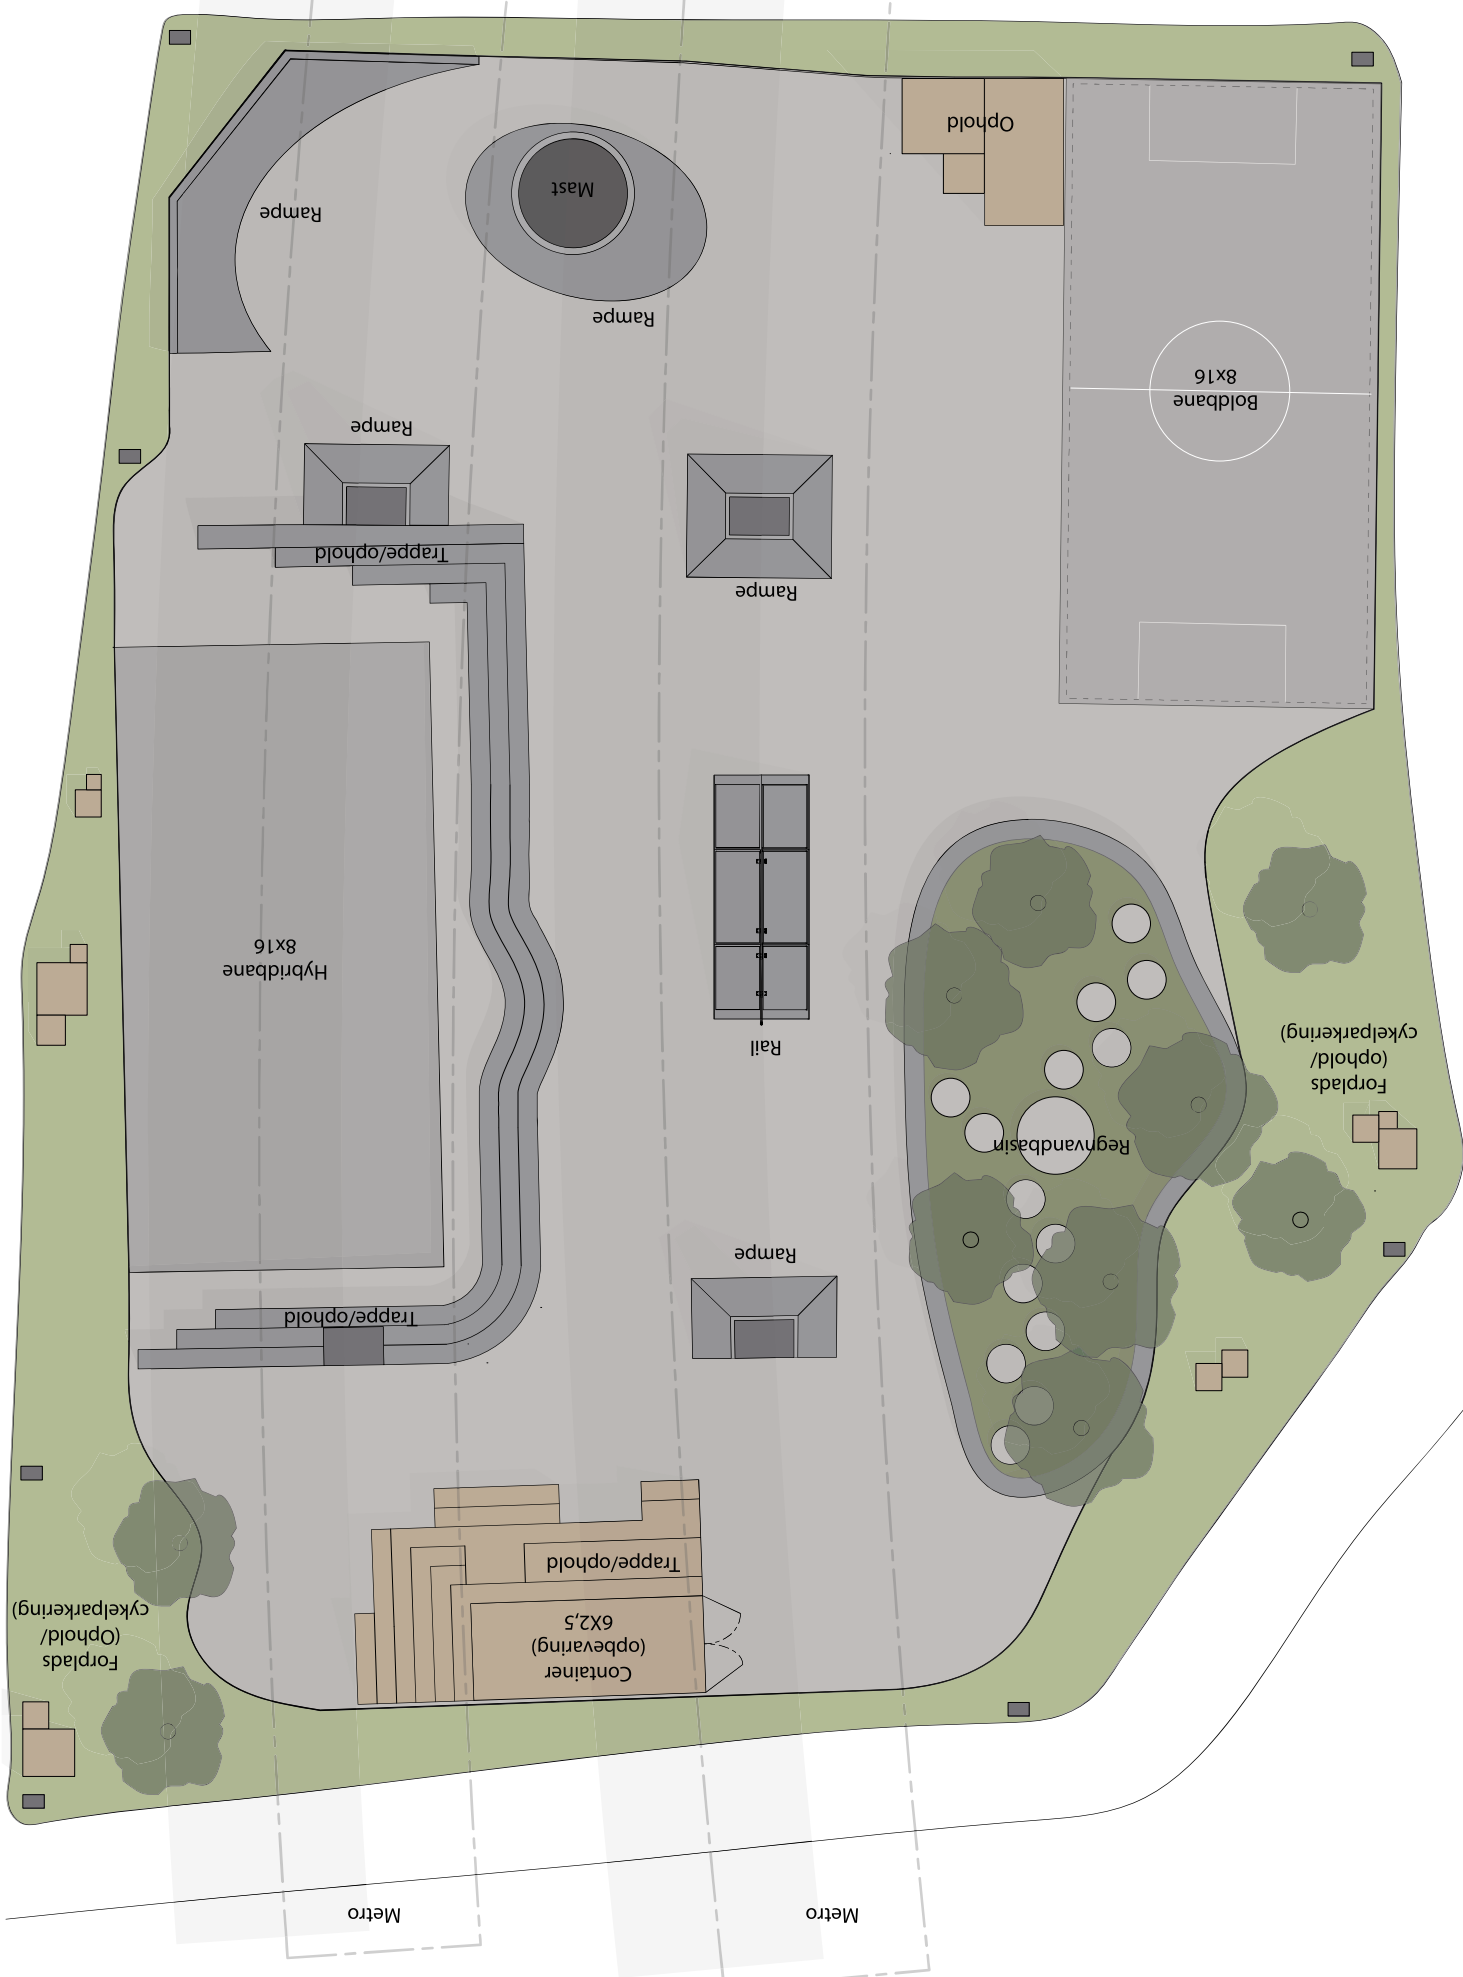 Metro
Metro
Container
(opbevaring)
6X2,5
Forplads
(Ophold/
cykelparkering)
Trappe/ophold
Trappe/ophold
Rampe
Regnvandbasin
Forplads
(ophold/
cykelparkering)
Rail
Hybridbane
8x16
Rampe
Trappe/ophold
Rampe
Boldbane
8x16
Rampe
Rampe
Mast
Ophold